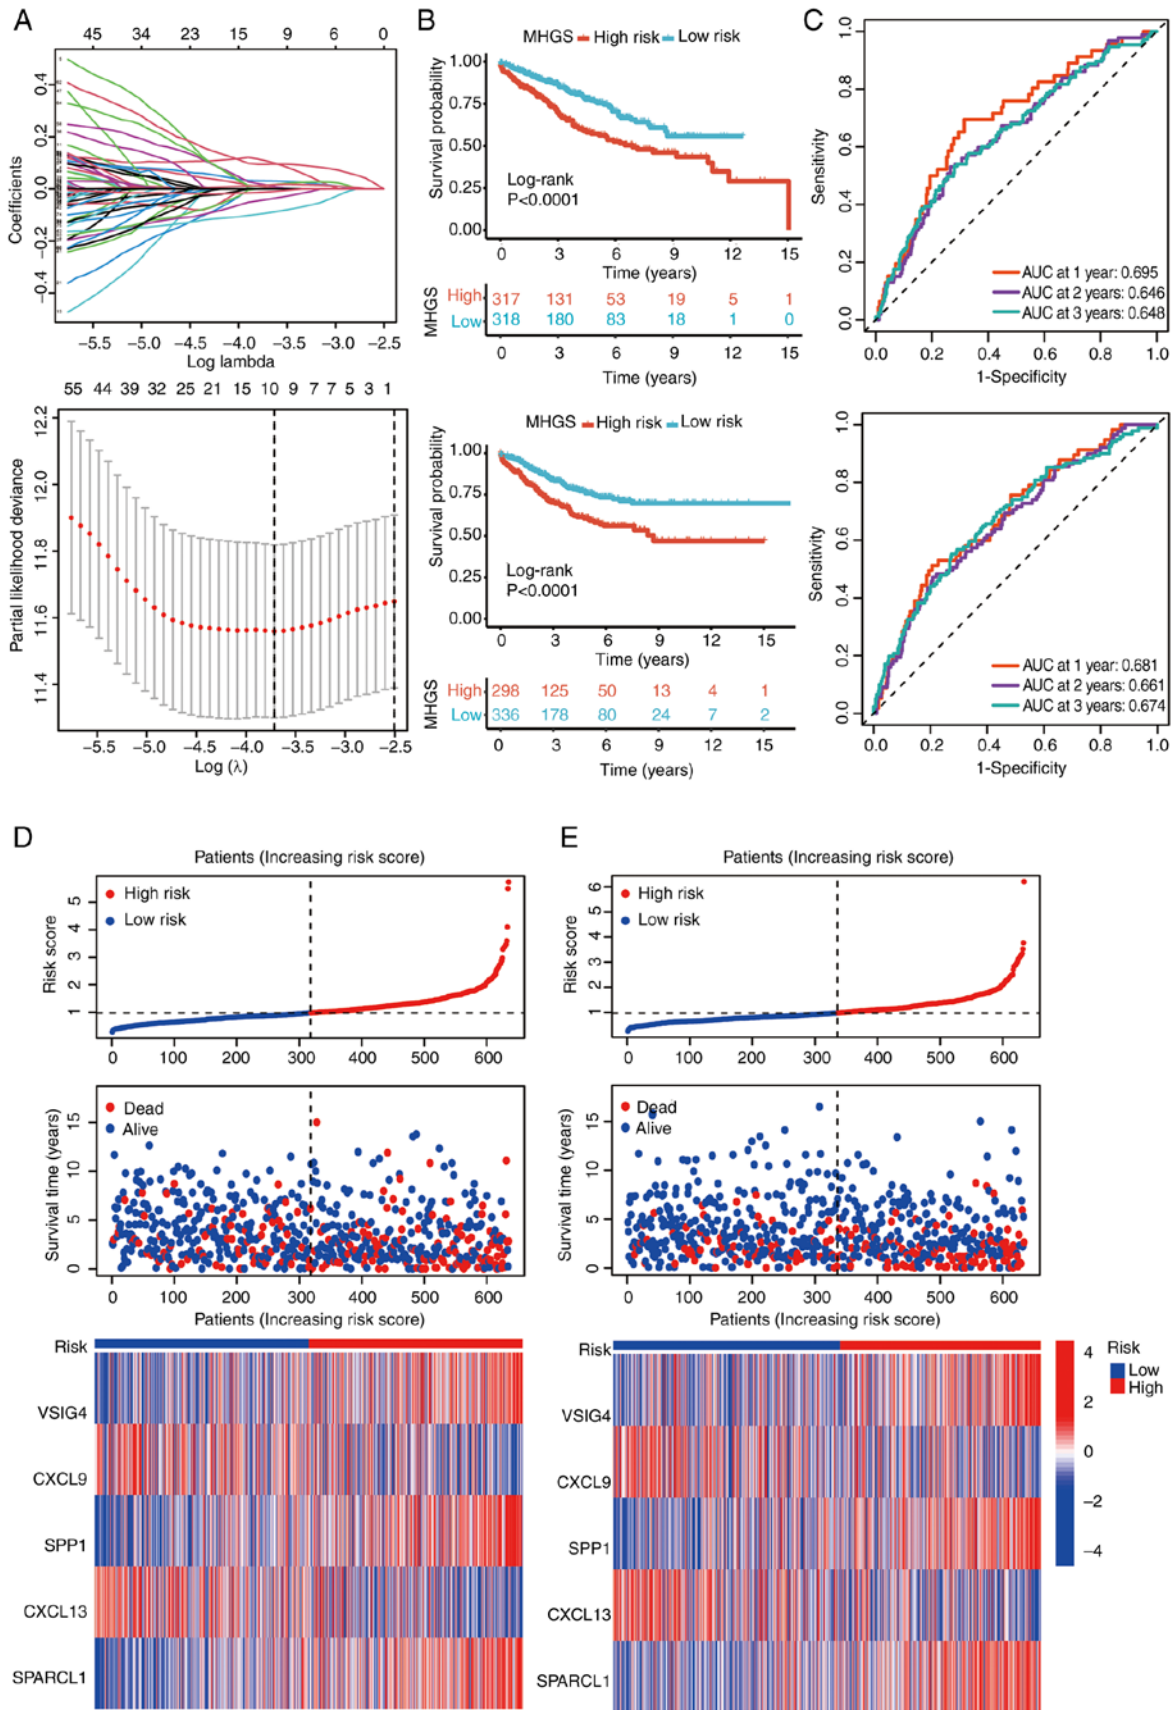 A
45 34 23 15 9 6 0
Coefficients
0.4
0.2
0.0
−0.2
−0.4
−5.5 −5.0 −4.5 −4.0 −3.5 −3.0 −2.5
Log lambda
55 44 39 32 25 21 15 10 9 7 7 5 3 1
Partial likelihood deviance
12.2
12.0
11.8
11.6
11.4
−5.5 −5.0 −4.5 −4.0 −3.5 −3.0 −2.5
Log (λ)
B
MHGS High risk Low risk
Survival probability
1.00
0.75
0.50
0.25
0.00
Log-rank
P<0.0001
0 3 6 9 12 15
Time (years)
MHGS
High 317 131 53 19 5 1
Low 318 180 83 18 1 0
0 3 6 9 12 15
Time (years)
MHGS High risk Low risk
Survival probability
1.00
0.75
0.50
0.25
0.00
Log-rank
P<0.0001
0 3 6 9 12 15
Time (years)
MHGS
High 298 125 50 13 4 1
Low 336 178 80 24 7 2
0 3 6 9 12 15
Time (years)
C
Sensitivity
1.0
0.8
0.6
0.4
0.2
0.0
AUC at 1 year: 0.695
AUC at 2 years: 0.646
AUC at 3 years: 0.648
0.0 0.2 0.4 0.6 0.8 1.0
1-Specificity
Sensitivity
1.0
0.8
0.6
0.4
0.2
0.0
AUC at 1 year: 0.681
AUC at 2 years: 0.661
AUC at 3 years: 0.674
0.0 0.2 0.4 0.6 0.8 1.0
1-Specificity
D
Patients (Increasing risk score)
Risk score
High risk
Low risk
5
4
3
2
1
0 100 200 300 400 500 600
Survival time (years)
Dead
Alive
15
10
5
0
0 100 200 300 400 500 600
Patients (Increasing risk score)
Risk
VSIG4
CXCL9
SPP1
CXCL13
SPARCL1
E
Patients (Increasing risk score)
Risk score
High risk
Low risk
6
5
4
3
2
1
0 100 200 300 400 500 600
Survival time (years)
Dead
Alive
15
10
5
0
0 100 200 300 400 500 600
Patients (Increasing risk score)
Risk
VSIG4
CXCL9
SPP1
CXCL13
SPARCL1
4
2
0
−2
−4
Risk
Low
High